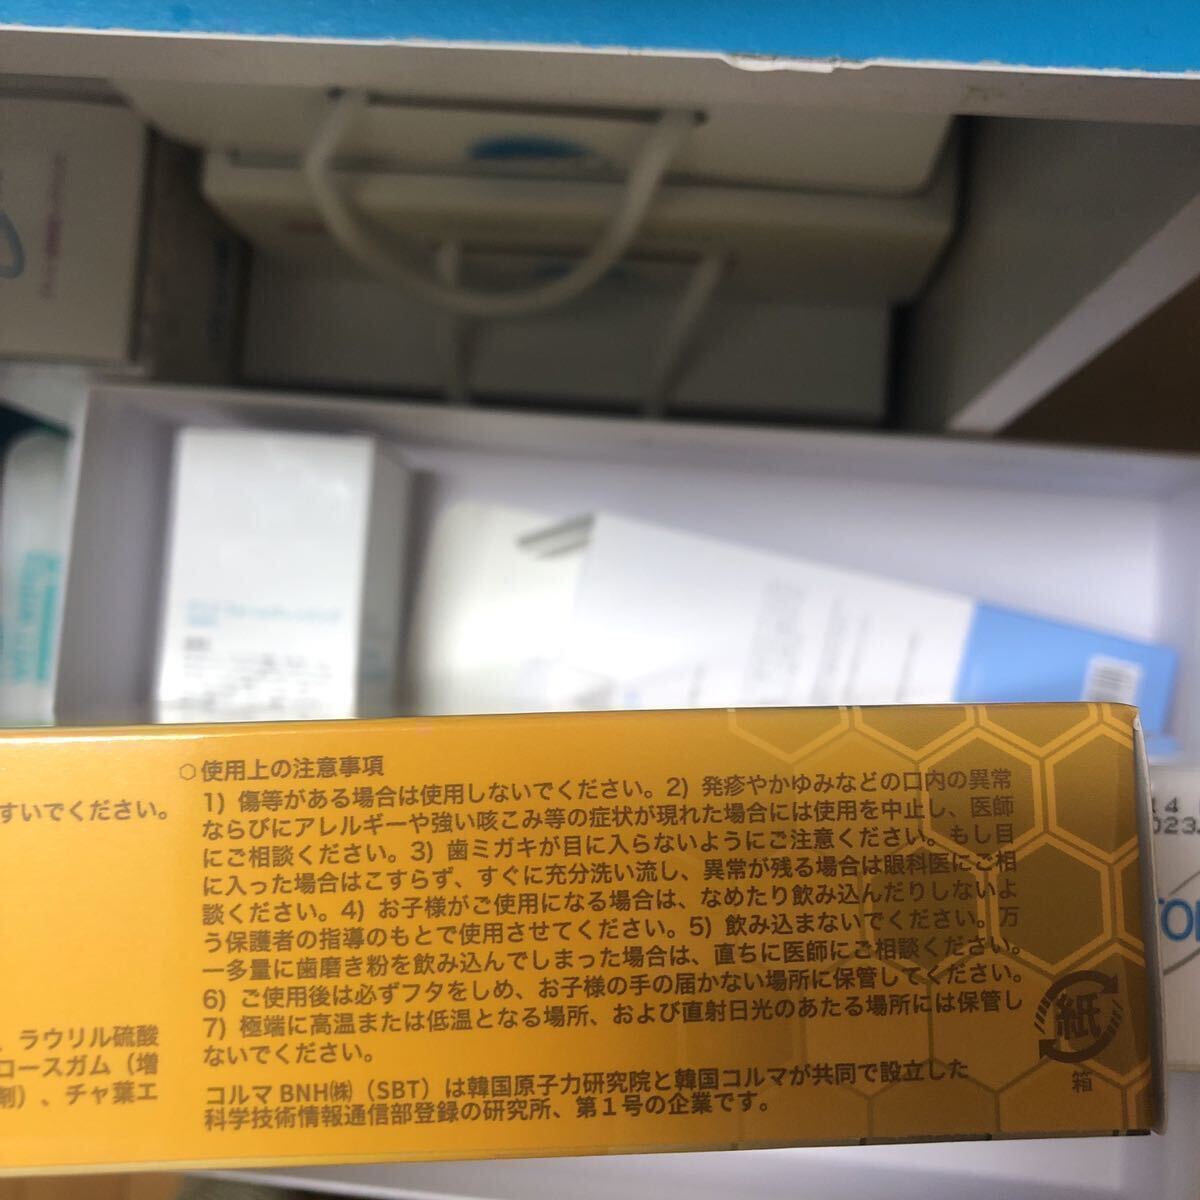 すいでください。
、ラウリル硫酸
ロースガム（増
剤）、チャ葉エ
○使用上の注意事項
1) 傷等がある場合は使用しないでください。2) 発疹やかゆみなどの口内の異常
ならびにアレルギーや強い咳こみ等の症状が現れた場合には使用を中止し、医師
にご相談ください。3) 歯ミガキが目に入らないようにご注意ください。もし目
に入った場合はこすらず、すぐに充分洗い流し、異常が残る場合は眼科医にご相
談ください。4) お子様がご使用になる場合は、なめたり飲み込んだりしないよ
う保護者の指導のもとで使用させてください。5) 飲み込まないでください。万
一多量に歯磨き粉を飲み込んでしまった場合は、直ちに医師にご相談ください。
6) ご使用後は必ずフタをしめ、お子様の手の届かない場所に保管してください。
7) 極端に高温または低温となる場所、および直射日光のあたる場所には保管し
ないでください。
コルマ BNH㈱（SBT）は韓国原子力研究院と韓国コルマが共同で設立した
科学技術情報通信部登録の研究所、第１号の企業です。
紙
箱